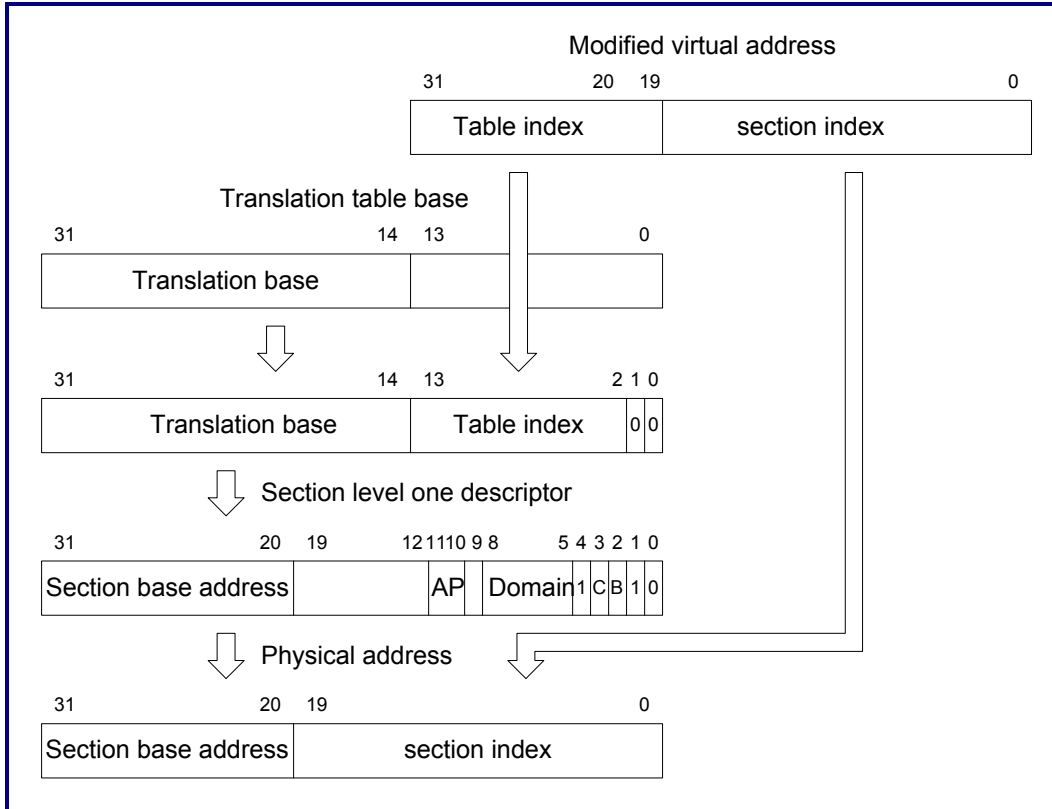 Modified virtual address
31 20 19 0
Table index section index
Translation table base
31 14 13 0
Translation base
31 14 13 2 1 0
Translation base Table index 0 0
Section level one descriptor
31 20 19 12 11 10 9 8 5 4 3 2 1 0
Section base address AP Domain 1 C B 1 0
Physical address
31 20 19 0
Section base address section index